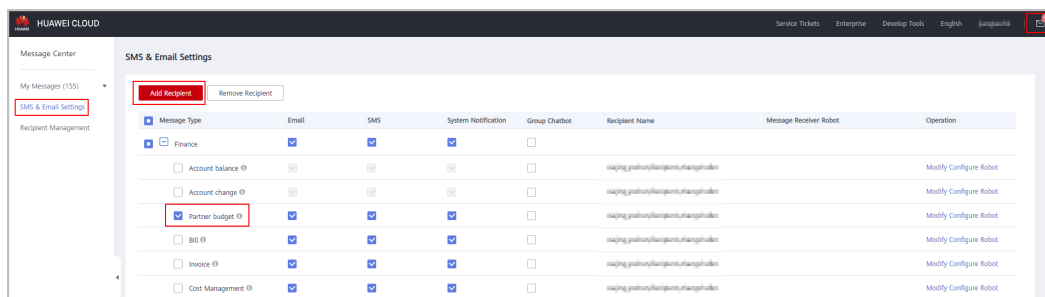 HUAWEI HUAWEI CLOUD Service Tickets Enterprise Develop Tools English
Message Center
SMS & Email Settings
My Messages (155)
Add Recipient Remove Recipient
SMS & Email Settings
Recipient Management
Message Type Email SMS System Notification Group Chatbot Recipient Name Message Receiver Robot Operation
Finance
Account balance Modify Configure Robot
Account change Modify Configure Robot
Partner budget Modify Configure Robot
Bill Modify Configure Robot
Invoice Modify Configure Robot
Cost Management Modify Configure Robot